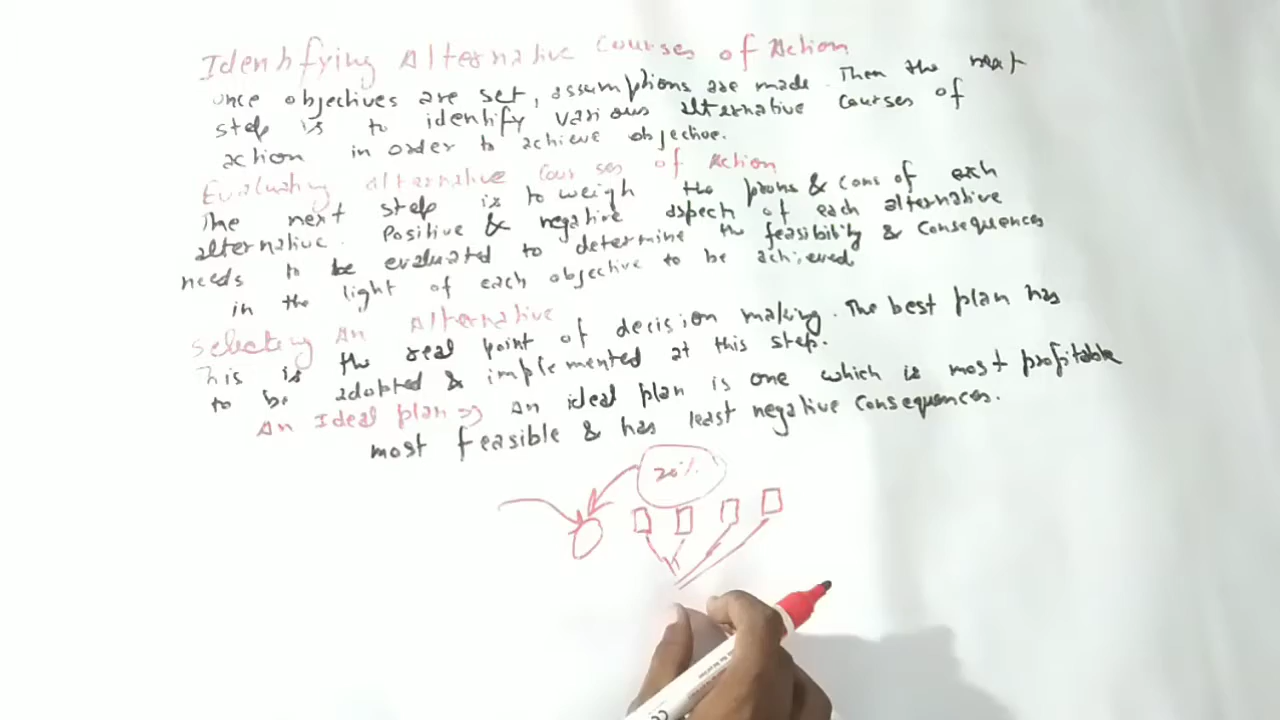 Identifying Alternative Courses of Action
once objectives are set, assumptions are made. Then the next
step is to identify various alternative courses of
action in order to achieve objective.
Evaluating alternative Courses of Action
The next step is to weigh the prons & cons of each
alternative. Positive & negative aspech of each alternative
needs to be evaluated to determine the feasibility & consequences
in the light of each objective to be achieved.
Selecting An Alternative
This is the real point of decision making. The best plan has
to be adopted & implemented at this step.
An Ideal plan => An ideal plan is one which is most profitable
most feasible & has least negative consequences.
20%